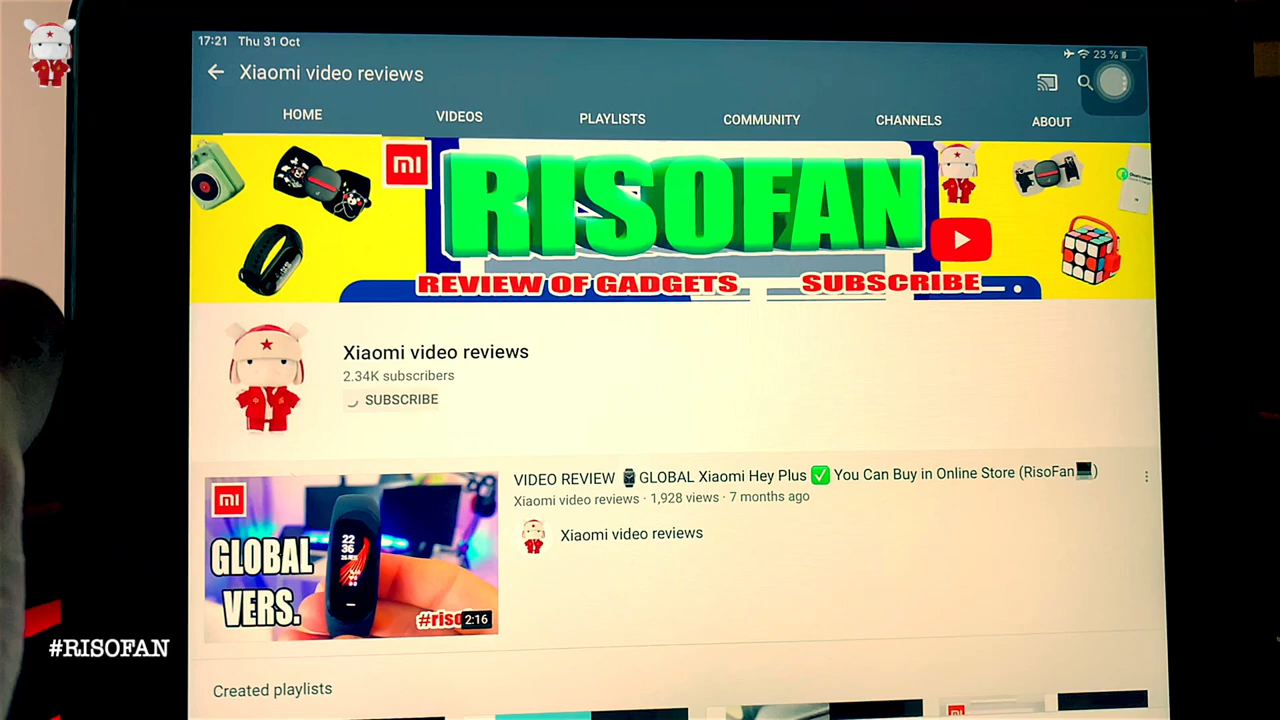 17:21 Thu 31 Oct
23 %
Xiaomi video reviews
HOME VIDEOS PLAYLISTS COMMUNITY CHANNELS ABOUT
RISOFAN
REVIEW OF GADGETS SUBSCRIBE
Xiaomi video reviews
2.34K subscribers
SUBSCRIBE
VIDEO REVIEW GLOBAL Xiaomi Hey Plus ✅ You Can Buy in Online Store (RisoFan💻)
Xiaomi video reviews · 1,928 views · 7 months ago
Xiaomi video reviews
GLOBAL
VERS.
22
36
#riso
2:16
#RISOFAN
Created playlists